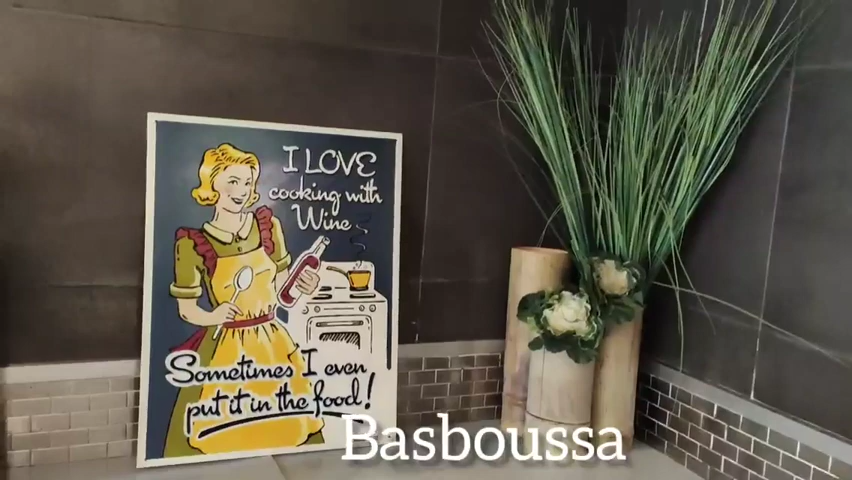 I LOVE
cooking with
Wine
Sometimes I even
put it in the food!
Basboussa